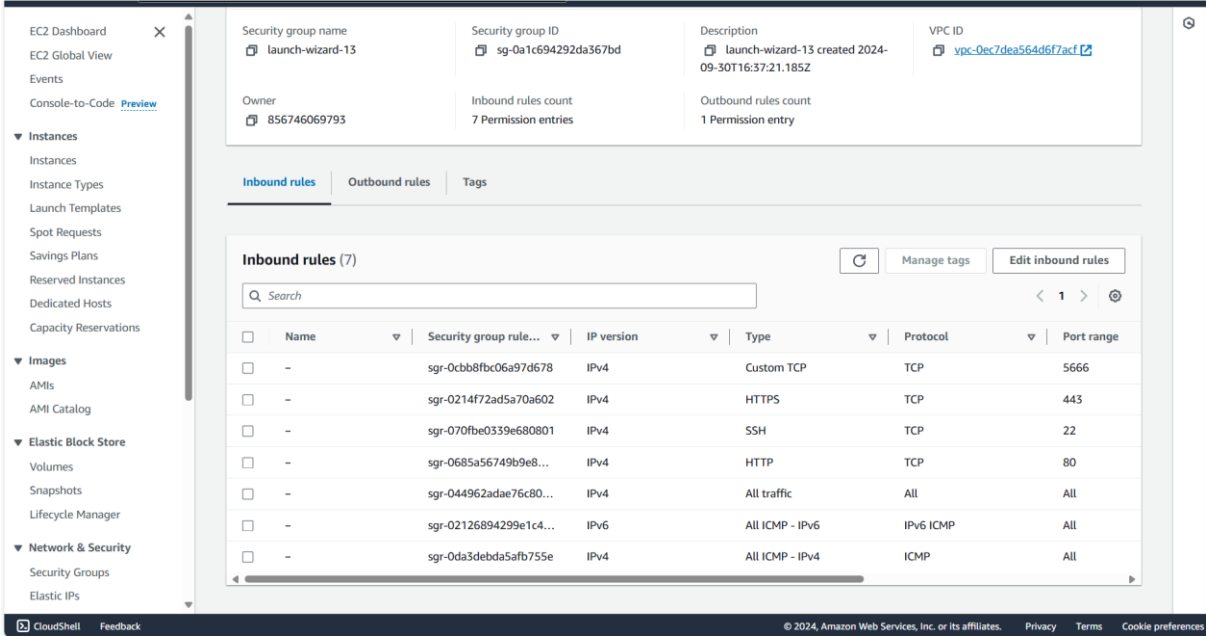 EC2 Dashboard
EC2 Global View
Events
Console-to-Code Preview
Instances
Instances
Instance Types
Launch Templates
Spot Requests
Savings Plans
Reserved Instances
Dedicated Hosts
Capacity Reservations
Images
AMIs
AMI Catalog
Elastic Block Store
Volumes
Snapshots
Lifecycle Manager
Network & Security
Security Groups
Elastic IPs
Security group name
launch-wizard-13
Security group ID
sg-0a1c694292da367bd
Description
launch-wizard-13 created 2024-
09-30T16:37:21.185Z
VPC ID
vpc-0ec7dea564d6f7acf
Owner
856746069793
Inbound rules count
7 Permission entries
Outbound rules count
1 Permission entry
Inbound rules Outbound rules Tags
Inbound rules (7) Manage tags Edit inbound rules
Search 1
Name Security group rule... IP version Type Protocol Port range
– sgr-0cbb8fbc06a97d678 IPv4 Custom TCP TCP 5666
– sgr-0214f72ad5a70a602 IPv4 HTTPS TCP 443
– sgr-070fbe0339e680801 IPv4 SSH TCP 22
– sgr-0685a56749b9e8... IPv4 HTTP TCP 80
– sgr-044962adae76c80... IPv4 All traffic All All
– sgr-02126894299e1c4... IPv6 All ICMP - IPv6 IPv6 ICMP All
– sgr-0da3debda5afb755e IPv4 All ICMP - IPv4 ICMP All
CloudShell Feedback © 2024, Amazon Web Services, Inc. or its affiliates. Privacy Terms Cookie preferences